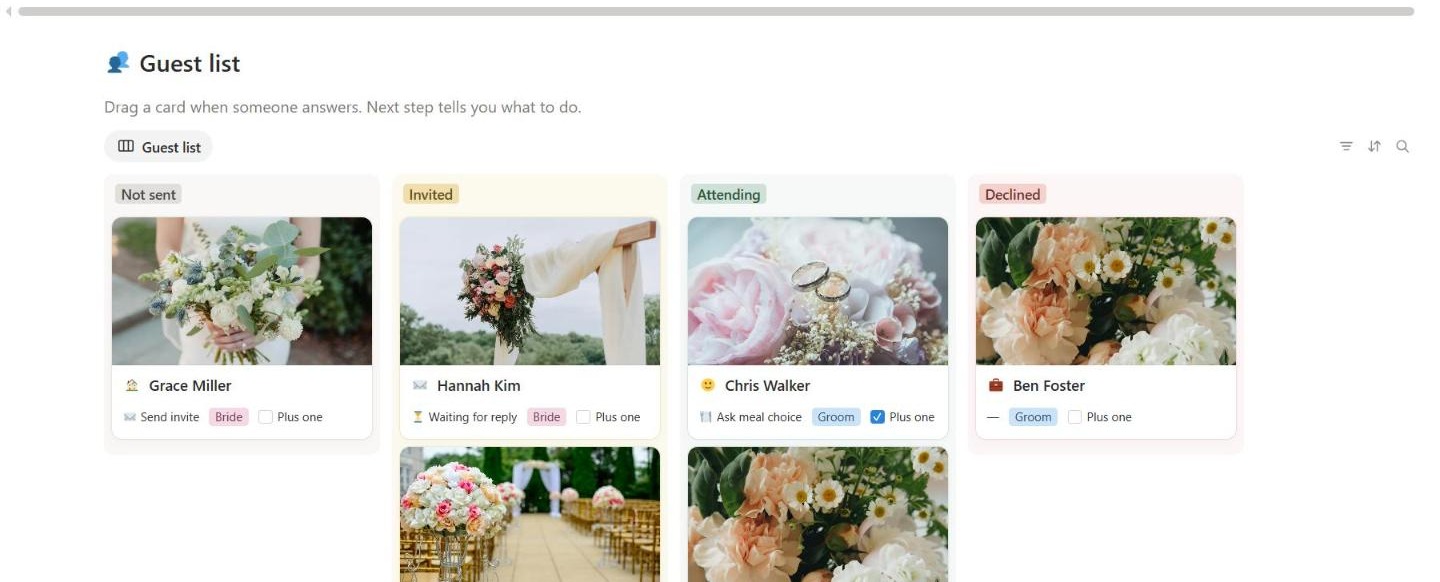 Guest list
Drag a card when someone answers. Next step tells you what to do.
Guest list
Not sent
Grace Miller
Send invite Bride Plus one
Invited
Hannah Kim
Waiting for reply Bride Plus one
Attending
Chris Walker
Ask meal choice Groom Plus one
Declined
Ben Foster
— Groom Plus one